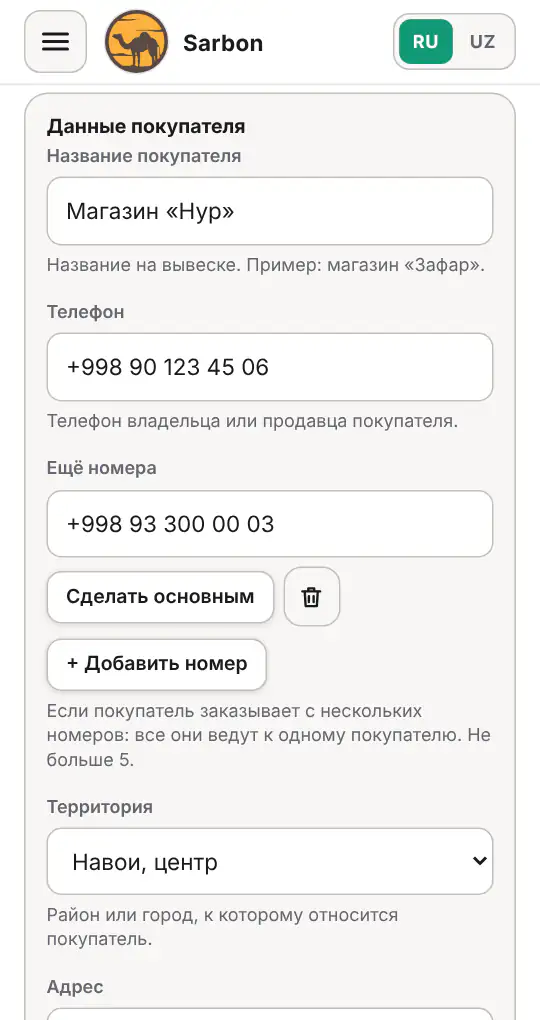 Sarbon
RU UZ
Данные покупателя
Название покупателя
Магазин «Нур»
Название на вывеске. Пример: магазин «Зафар».
Телефон
+998 90 123 45 06
Телефон владельца или продавца покупателя.
Ещё номера
+998 93 300 00 03
Сделать основным
+ Добавить номер
Если покупатель заказывает с нескольких
номеров: все они ведут к одному покупателю. Не
больше 5.
Территория
Навои, центр
Район или город, к которому относится
покупатель.
Адрес